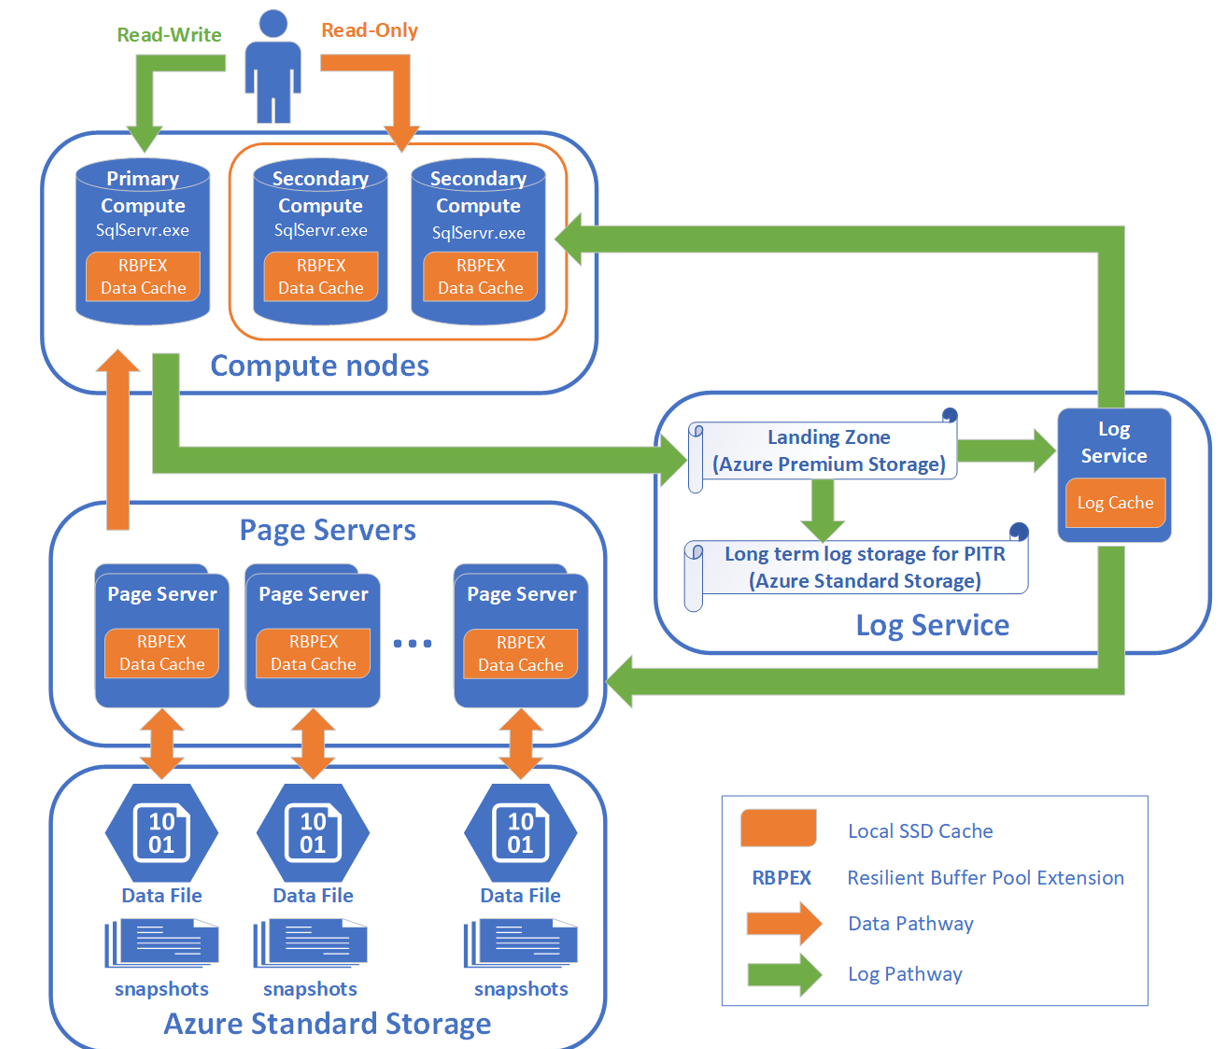 Read-Write
Read-Only
Primary
Compute
SqlServr.exe
RBPEX
Data Cache
Secondary
Compute
SqlServr.exe
RBPEX
Data Cache
Secondary
Compute
SqlServr.exe
RBPEX
Data Cache
Compute nodes
Landing Zone
(Azure Premium Storage)
Log
Service
Log Cache
Long term log storage for PITR
(Azure Standard Storage)
Log Service
Page Servers
Page Server
RBPEX
Data Cache
Page Server
RBPEX
Data Cache
Page Server
RBPEX
Data Cache
10
01
Data File
snapshots
10
01
Data File
snapshots
10
01
Data File
snapshots
Azure Standard Storage
Local SSD Cache
RBPEX Resilient Buffer Pool Extension
Data Pathway
Log Pathway